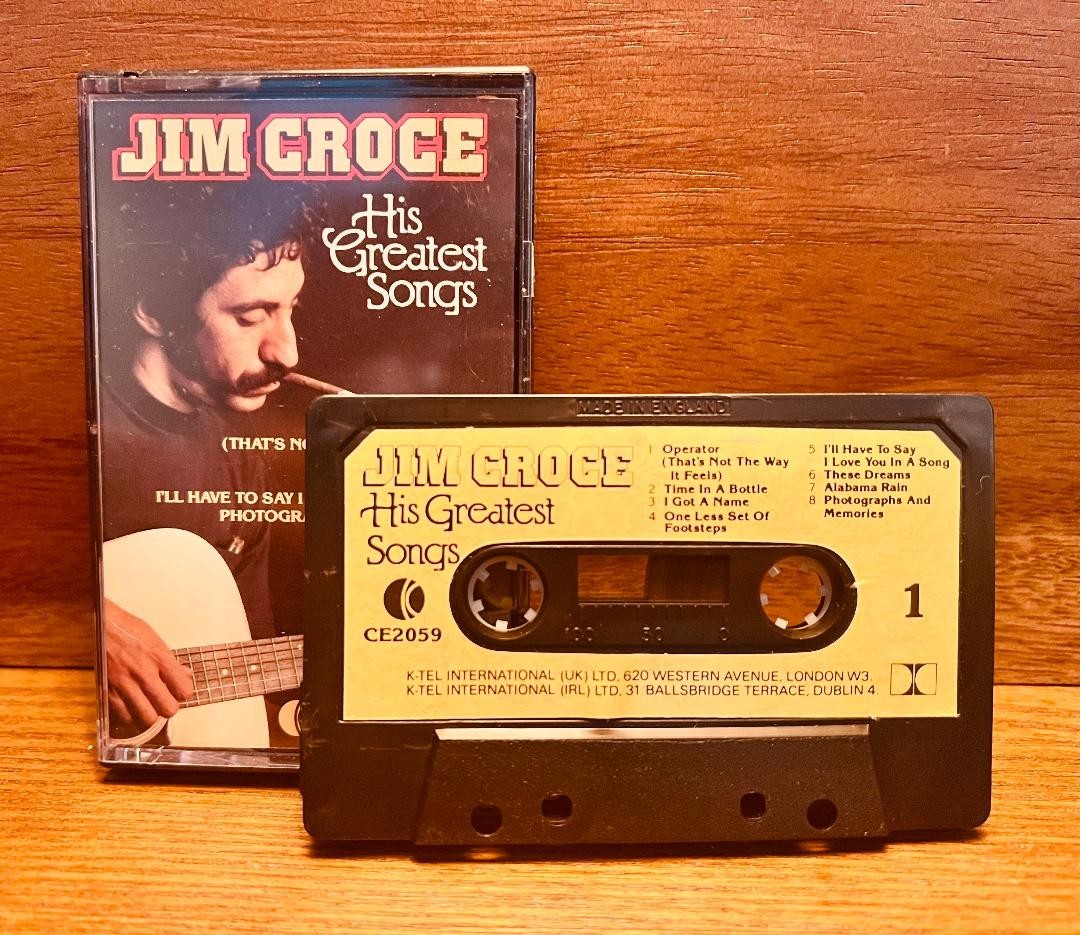 JIM CROCE
His
Greatest
Songs
(THAT'S
I'LL HAVE TO SAY I
MADE IN ENGLAND
JIM CROCE
His Greatest
Songs
CE2059
1 Operator
(That's Not The Way
It Feels)
2 Time In A Bottle
3 I Got A Name
4 One Less Set Of
Footsteps
5 I'll Have To Say
I Love You In A Song
6 These Dreams
7 Alabama Rain
8 Photographs And
Memories
1
100 50 0
K-TEL INTERNATIONAL (UK) LTD, 620 WESTERN AVENUE, LONDON W3.
K-TEL INTERNATIONAL (IRL) LTD, 31 BALLSBRIDGE TERRACE, DUBLIN 4